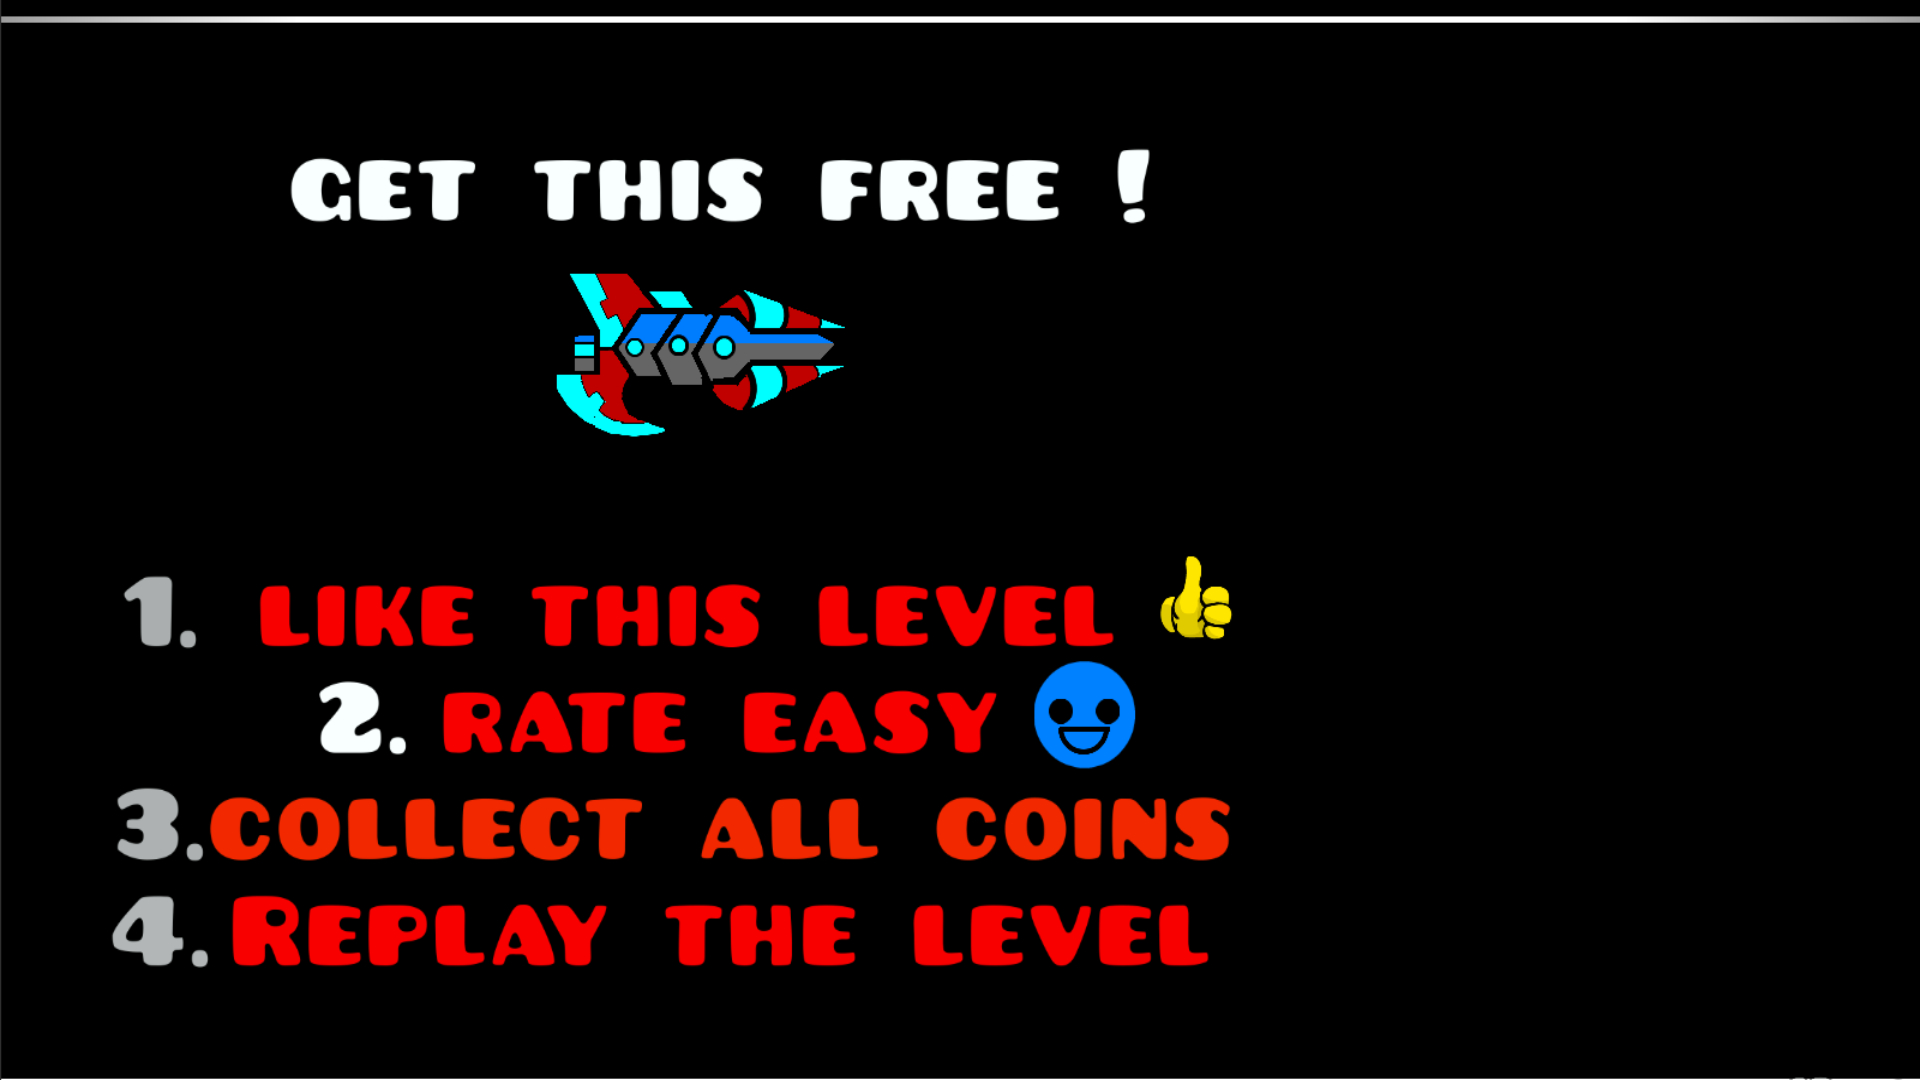 GET THIS FREE !
1. LIKE THIS LEVEL
2. RATE EASY
3.COLLECT ALL COINS
4. REPLAY THE LEVEL